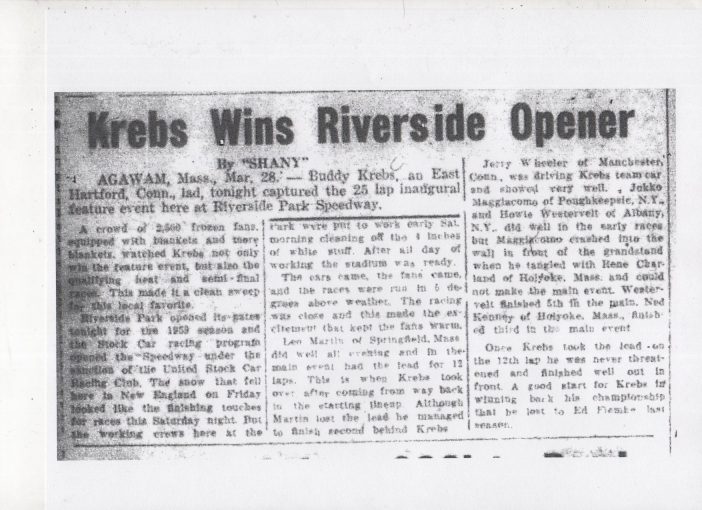 Krebs Wins Riverside Opener
By "SHANY"
AGAWAM, Mass., Mar. 28. — Buddy Krebs, an East
Hartford, Conn., lad, tonight captured the 25 lap inaugural
feature event here at Riverside Park Speedway.
A crowd of 2,500 frozen fans,
equipped with blankets and more
blankets, watched Krebs not only
win the feature event, but also the
qualifying heat and semi-final
races. This made it a clean sweep
for this local favorite.
Riverside Park opened its gates
tonight for the 1959 season and
the Stock Car racing program
opened the Speedway under the
sanction of the United Stock Car
Racing Club. The snow that fell
here in New England on Friday
looked like the finishing touches
for races this Saturday night. But
the working crews here at the
Park were put to work early Sat.
morning cleaning off the 4 inches
of white stuff. After all day of
working the stadium was ready.
The cars came, the fans came,
and the races were run in 5 de-
grees above weather. The racing
was close and this made the ex-
citement that kept the fans warm.
Leo Martin of Springfield, Mass
did well all evening and in the
main event had the lead for 12
laps. This is when Krebs took
over after coming from way back
in the starting lineup. Although
Martin lost the lead he managed
to finish second behind Krebs
Jerry Wheeler of Manchester,
Conn., was driving Krebs team car
and showed very well. Jokko
Maggiacomo of Poughkeepsie, N.Y.,
and Howie Westervelt of Albany,
N.Y., did well in the early races
but Maggiacomo crashed into the
wall in front of the grandstand
when he tangled with Rene Char-
land of Holyoke, Mass. and could
not make the main event. Wester-
velt finished 5th in the main. Ned
Kenney of Holyoke, Mass., finish-
ed third in the main event
Once Krebs took the lead on
the 12th lap he was never threat-
ened and finished well out in
front. A good start for Krebs in
winning back his championship
that he lost to Ed Flemke last
season.